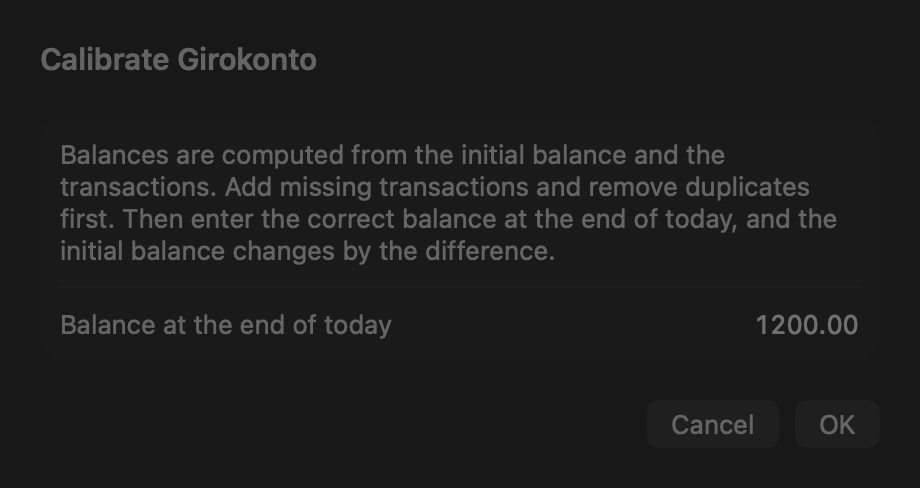 Calibrate Girokonto
Balances are computed from the initial balance and the
transactions. Add missing transactions and remove duplicates
first. Then enter the correct balance at the end of today, and the
initial balance changes by the difference.
Balance at the end of today 1200.00
Cancel OK